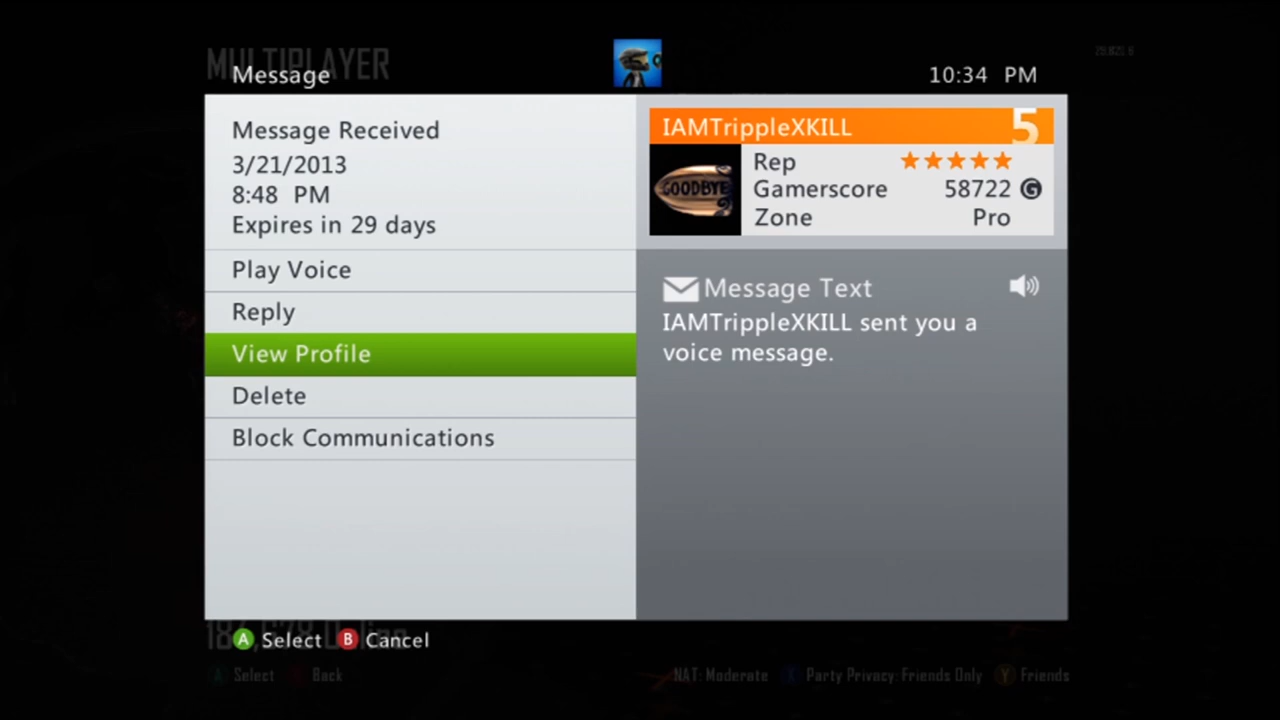 MULTIPLAYER
Message
10:34 PM
Message Received
3/21/2013
8:48 PM
Expires in 29 days
Play Voice
Reply
View Profile
Delete
Block Communications
IAMTrippleXKILL
5
GOODBYE
Rep
Gamerscore 58722 G
Zone Pro
Message Text
IAMTrippleXKILL sent you a
voice message.
A Select B Cancel
Online
A Select Back
NAT: Moderate X Party Privacy: Friends Only Y Friends